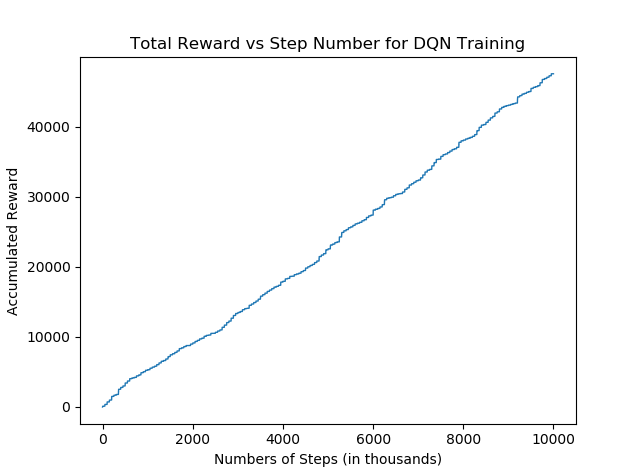 Total Reward vs Step Number for DQN Training
Accumulated Reward
40000
30000
20000
10000
0
0 2000 4000 6000 8000 10000
Numbers of Steps (in thousands)